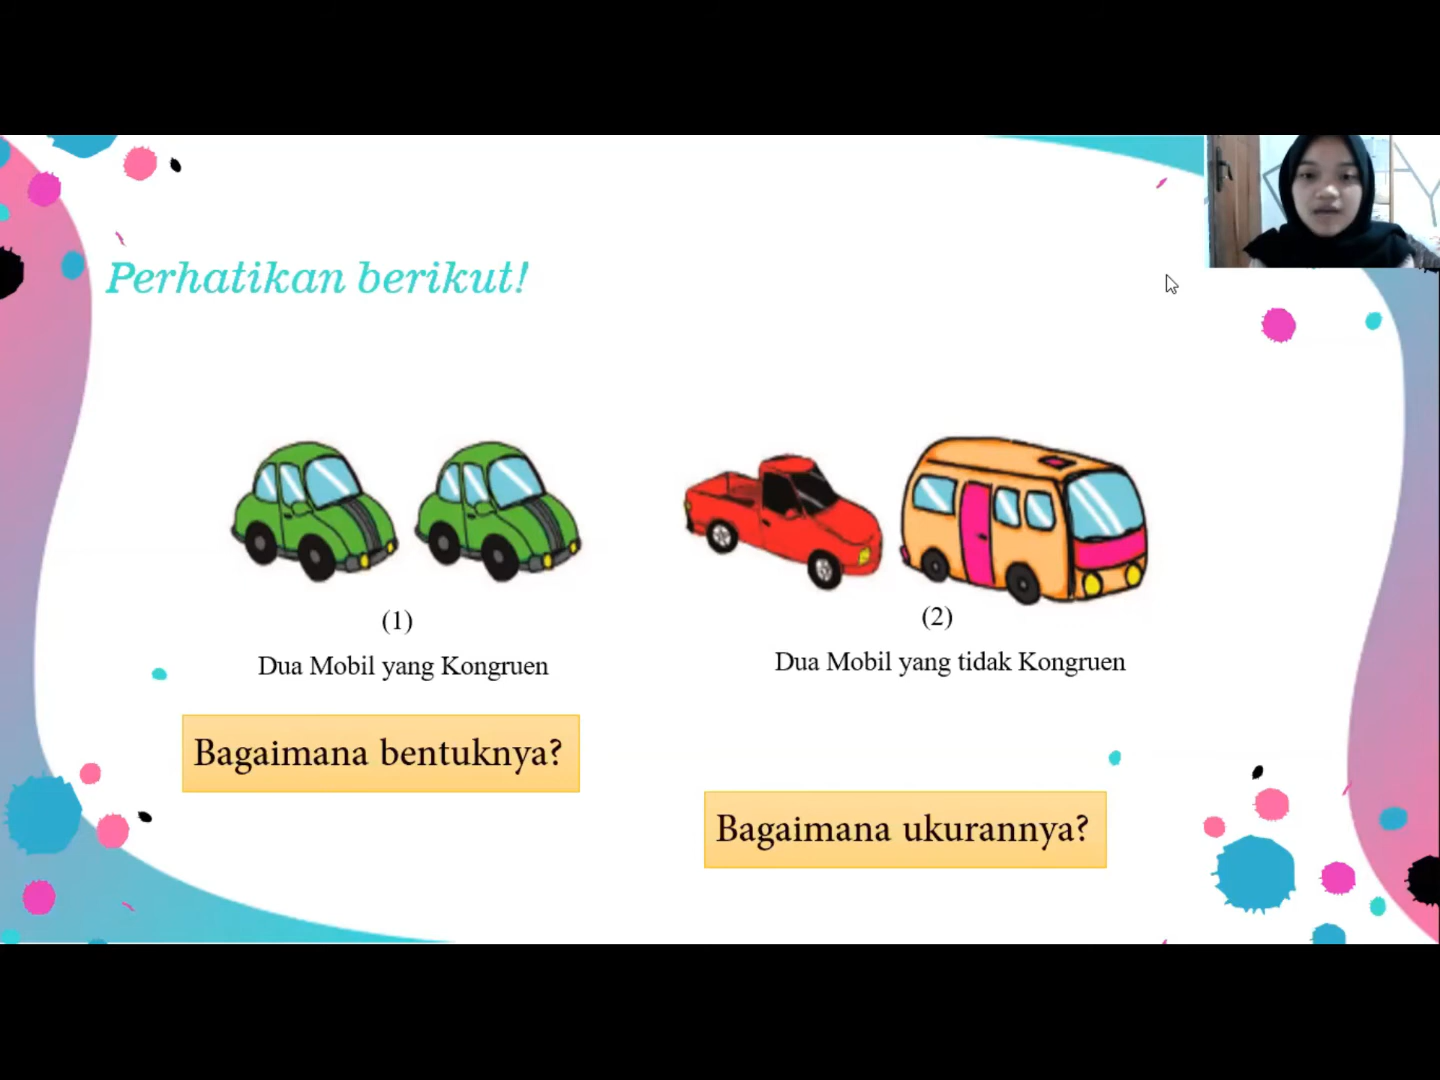 Perhatikan berikut!
(1)
Dua Mobil yang Kongruen
(2)
Dua Mobil yang tidak Kongruen
Bagaimana bentuknya?
Bagaimana ukurannya?